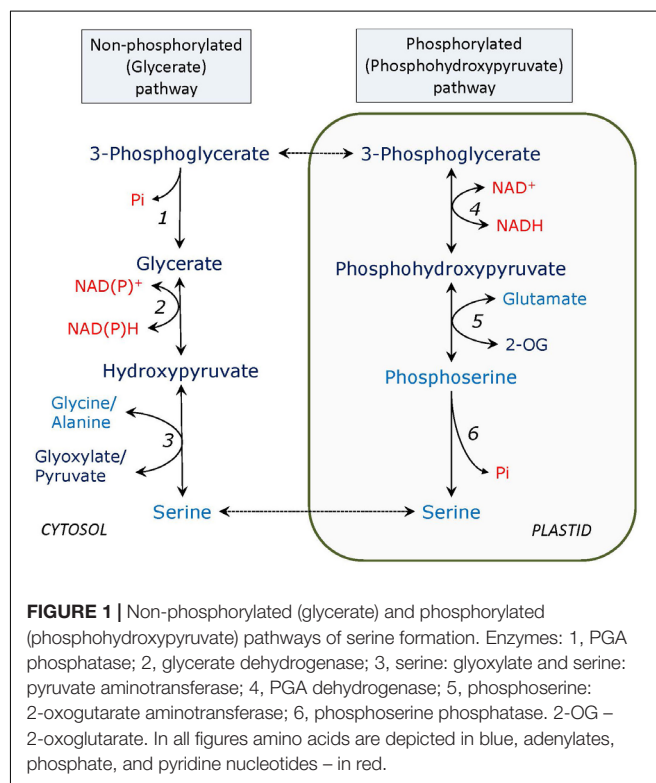 Non-phosphorylated
(Glycerate)
pathway
Phosphorylated
(Phosphohydroxypyruvate)
pathway
3-Phosphoglycerate
3-Phosphoglycerate
Pi
1
NAD⁺
4
NADH
Glycerate
Phosphohydroxypyruvate
NAD(P)⁺
2
NAD(P)H
Glutamate
5
2-OG
Hydroxypyruvate
Phosphoserine
Glycine/
Alanine
3
Glyoxylate/
Pyruvate
6
Pi
Serine
Serine
CYTOSOL
PLASTID
FIGURE 1 | Non-phosphorylated (glycerate) and phosphorylated
(phosphohydroxypyruvate) pathways of serine formation. Enzymes: 1, PGA
phosphatase; 2, glycerate dehydrogenase; 3, serine: glyoxylate and serine:
pyruvate aminotransferase; 4, PGA dehydrogenase; 5, phosphoserine:
2-oxogutarate aminotransferase; 6, phosphoserine phosphatase. 2-OG –
2-oxoglutarate. In all figures amino acids are depicted in blue, adenylates,
phosphate, and pyridine nucleotides – in red.